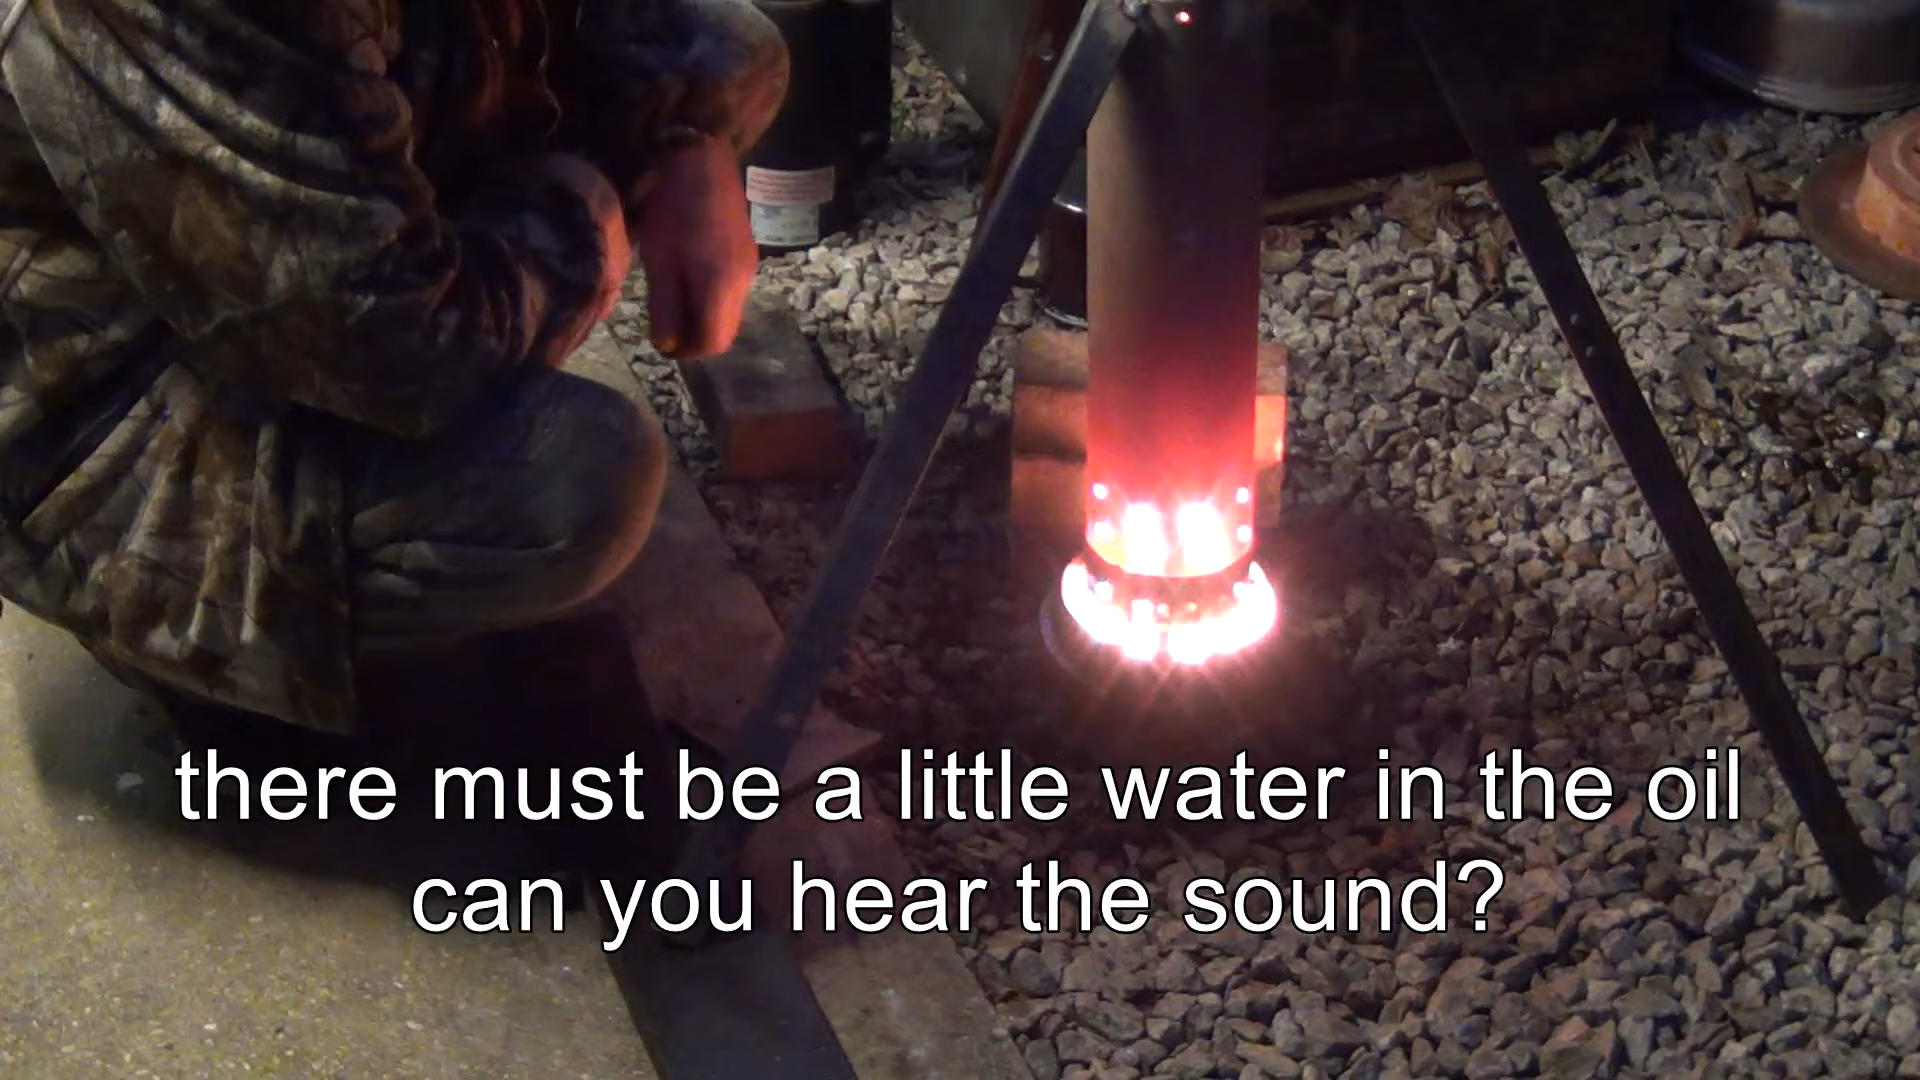 there must be a little water in the oil
can you hear the sound?